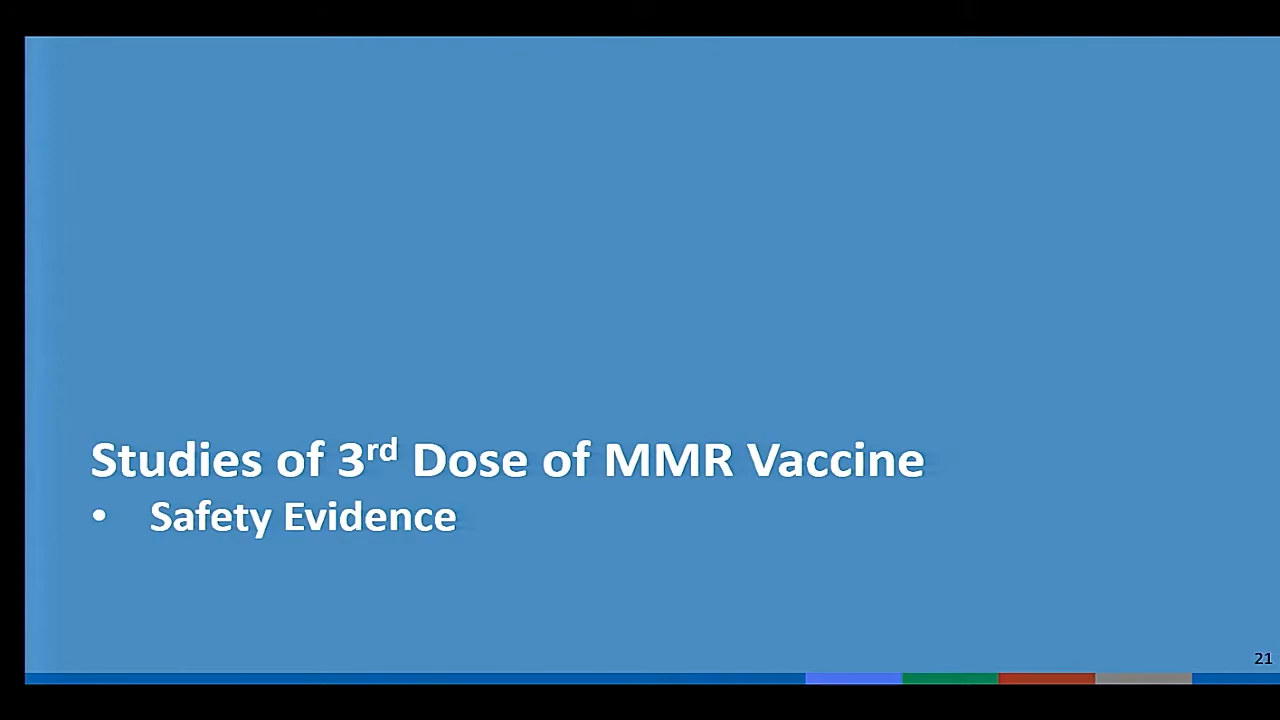 Studies of 3rd Dose of MMR Vaccine
• Safety Evidence
21